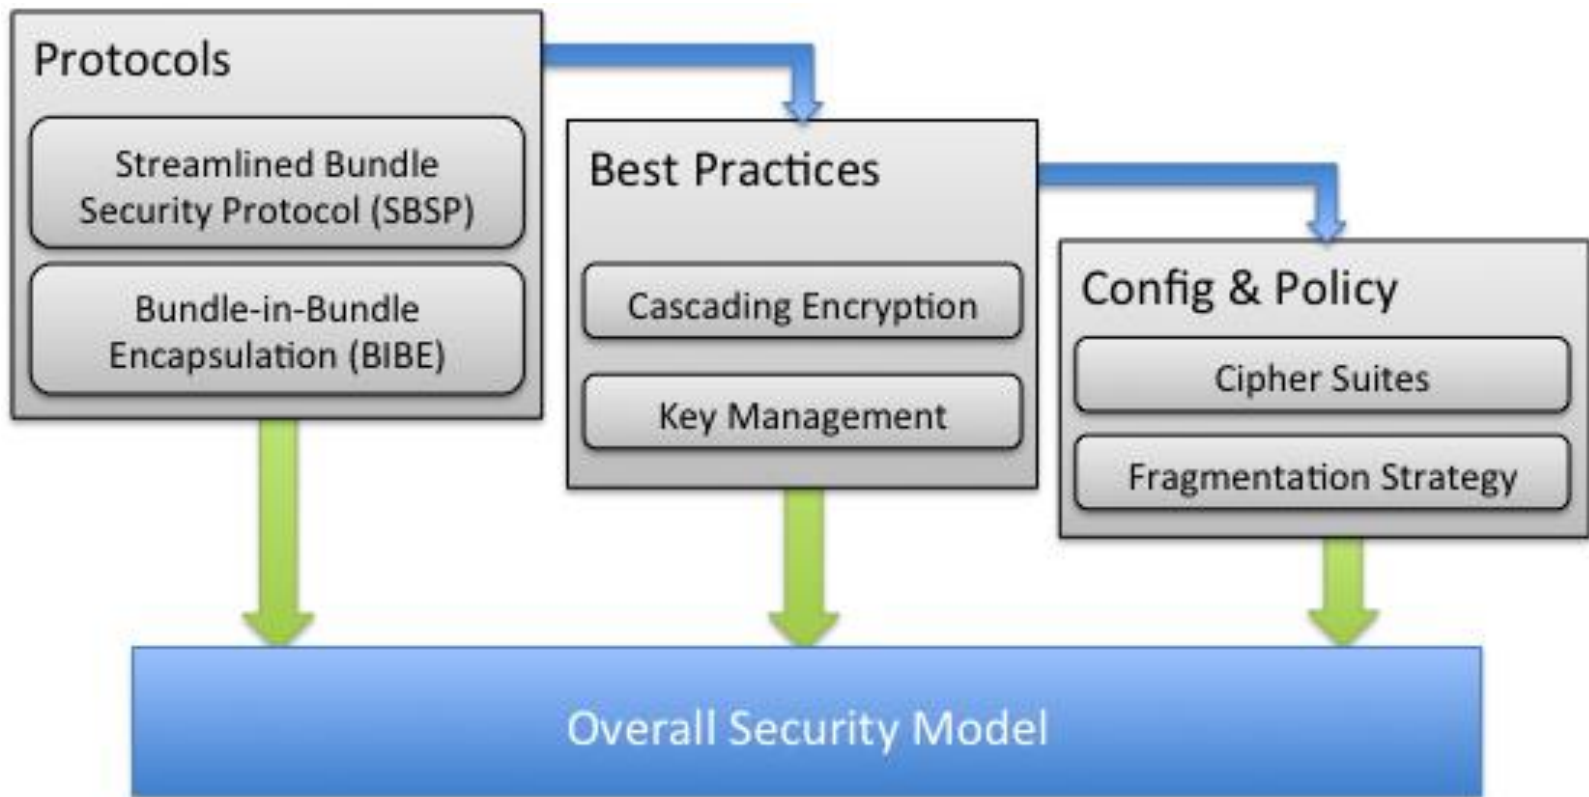 Protocols
Streamlined Bundle
Security Protocol (SBSP)
Bundle-in-Bundle
Encapsulation (BIBE)
Best Practices
Cascading Encryption
Key Management
Config & Policy
Cipher Suites
Fragmentation Strategy
Overall Security Model